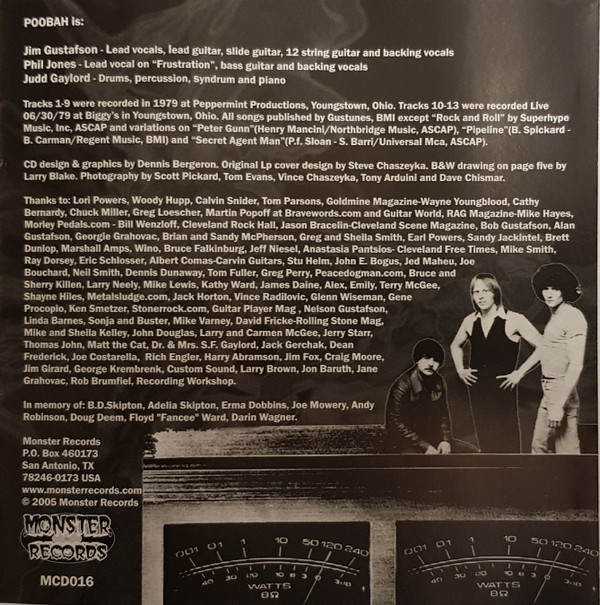 POOBAH is:
Jim Gustafson - Lead vocals, lead guitar, slide guitar, 12 string guitar and backing vocals
Phil Jones - Lead vocal on “Frustration”, bass guitar and backing vocals
Judd Gaylord - Drums, percussion, syndrum and piano
Tracks 1-9 were recorded in 1979 at Peppermint Productions, Youngstown, Ohio. Tracks 10-13 were recorded Live
06/30/79 at Biggy's in Youngstown, Ohio. All songs published by Gustunes, BMI except “Rock and Roll” by Superhype
Music, Inc, ASCAP and variations on “Peter Gunn”(Henry Mancini/Northbridge Music, ASCAP), “Pipeline”(B. Spickard -
B. Carman/Regent Music, BMI) and “Secret Agent Man”(P.f. Sloan - S. Barri/Universal Mca, ASCAP).
CD design & graphics by Dennis Bergeron. Original Lp cover design by Steve Chaszeyka. B&W drawing on page five by
Larry Blake. Photography by Scott Pickard, Tom Evans, Vince Chaszeyka, Tony Arduini and Dave Chismar.
Thanks to: Lori Powers, Woody Hupp, Calvin Snider, Tom Parsons, Goldmine Magazine-Wayne Youngblood, Cathy
Bernardy, Chuck Miller, Greg Loescher, Martin Popoff at Bravewords.com and Guitar World, RAG Magazine-Mike Hayes,
Morley Pedals.com - Bill Wenzloff, Cleveland Rock Hall, Jason Bracelin-Cleveland Scene Magazine, Bob Gustafson, Alan
Gustafson, Georgie Grahovac, Brian and Sandy McPherson, Greg and Sheila Smith, Earl Powers, Sandy Jackintel, Brett
Dunlop, Marshall Amps, Wino, Bruce Falkinburg, Jeff Niesel, Anastasia Pantsios- Cleveland Free Times, Mike Smith,
Ray Dorsey, Eric Schlosser, Albert Comas-Carvin Guitars, Stu Helm, John E. Bogus, Jed Maheu, Joe
Bouchard, Neil Smith, Dennis Dunaway, Tom Fuller, Greg Perry, Peacedogman.com, Bruce and
Sherry Killen, Larry Neely, Mike Lewis, Kathy Ward, James Daine, Alex, Emily, Terry McGee,
Shayne Hiles, Metalsludge.com, Jack Horton, Vince Radilovic, Glenn Wiseman, Gene
Procopio, Ken Smetzer, Stonerrock.com, Guitar Player Mag , Nelson Gustafson,
Linda Barnes, Sonja and Buster, Mike Varney, David Fricke-Rolling Stone Mag,
Mike and Sheila Kelley, John Douglas, Larry and Carmen McGee, Jerry Starr,
Thomas John, Matt the Cat, Dr. & Mrs. S.F. Gaylord, Jack Gerchak, Dean
Frederick, Joe Costarella, Rich Engler, Harry Abramson, Jim Fox, Craig Moore,
Jim Girard, George Krembrenk, Custom Sound, Larry Brown, Jon Baruth, Jane
Grahovac, Rob Brumfiel, Recording Workshop.
In memory of: B.D.Skipton, Adelia Skipton, Erma Dobbins, Joe Mowery, Andy
Robinson, Doug Deem, Floyd "Fancee" Ward, Darin Wagner.
Monster Records
P.O. Box 460173
San Antonio, TX
78246-0173 USA
www.monsterrecords.com
© 2005 Monster Records
MONSTER
RECORDS
MCD016
.001 .01 .1 1 10 50 120 240
WATTS
8Ω
.001 .01 .1 1 10 50 120 240
WATTS
8Ω